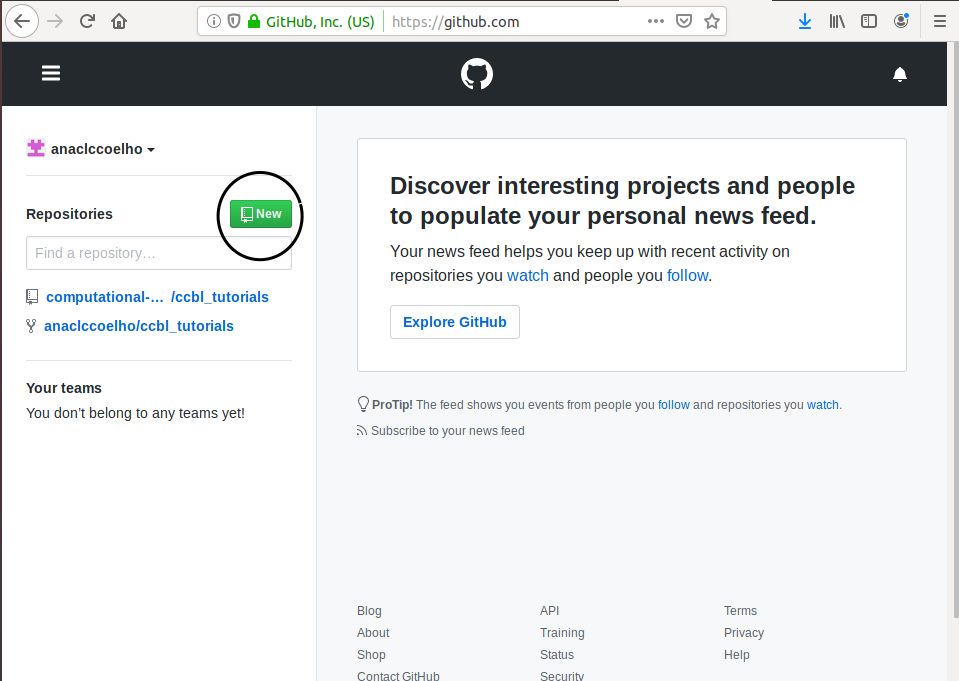 GitHub, Inc. (US)
https://github.com
anaclccoelho
Repositories
New
Find a repository…
computational-… /ccbl_tutorials
anaclccoelho/ccbl_tutorials
Your teams
You don’t belong to any teams yet!
Discover interesting projects and people
to populate your personal news feed.
Your news feed helps you keep up with recent activity on
repositories you watch and people you follow.
Explore GitHub
ProTip! The feed shows you events from people you follow and repositories you watch.
Subscribe to your news feed
Blog
API
Terms
About
Training
Privacy
Shop
Status
Help
Contact GitHub
Security